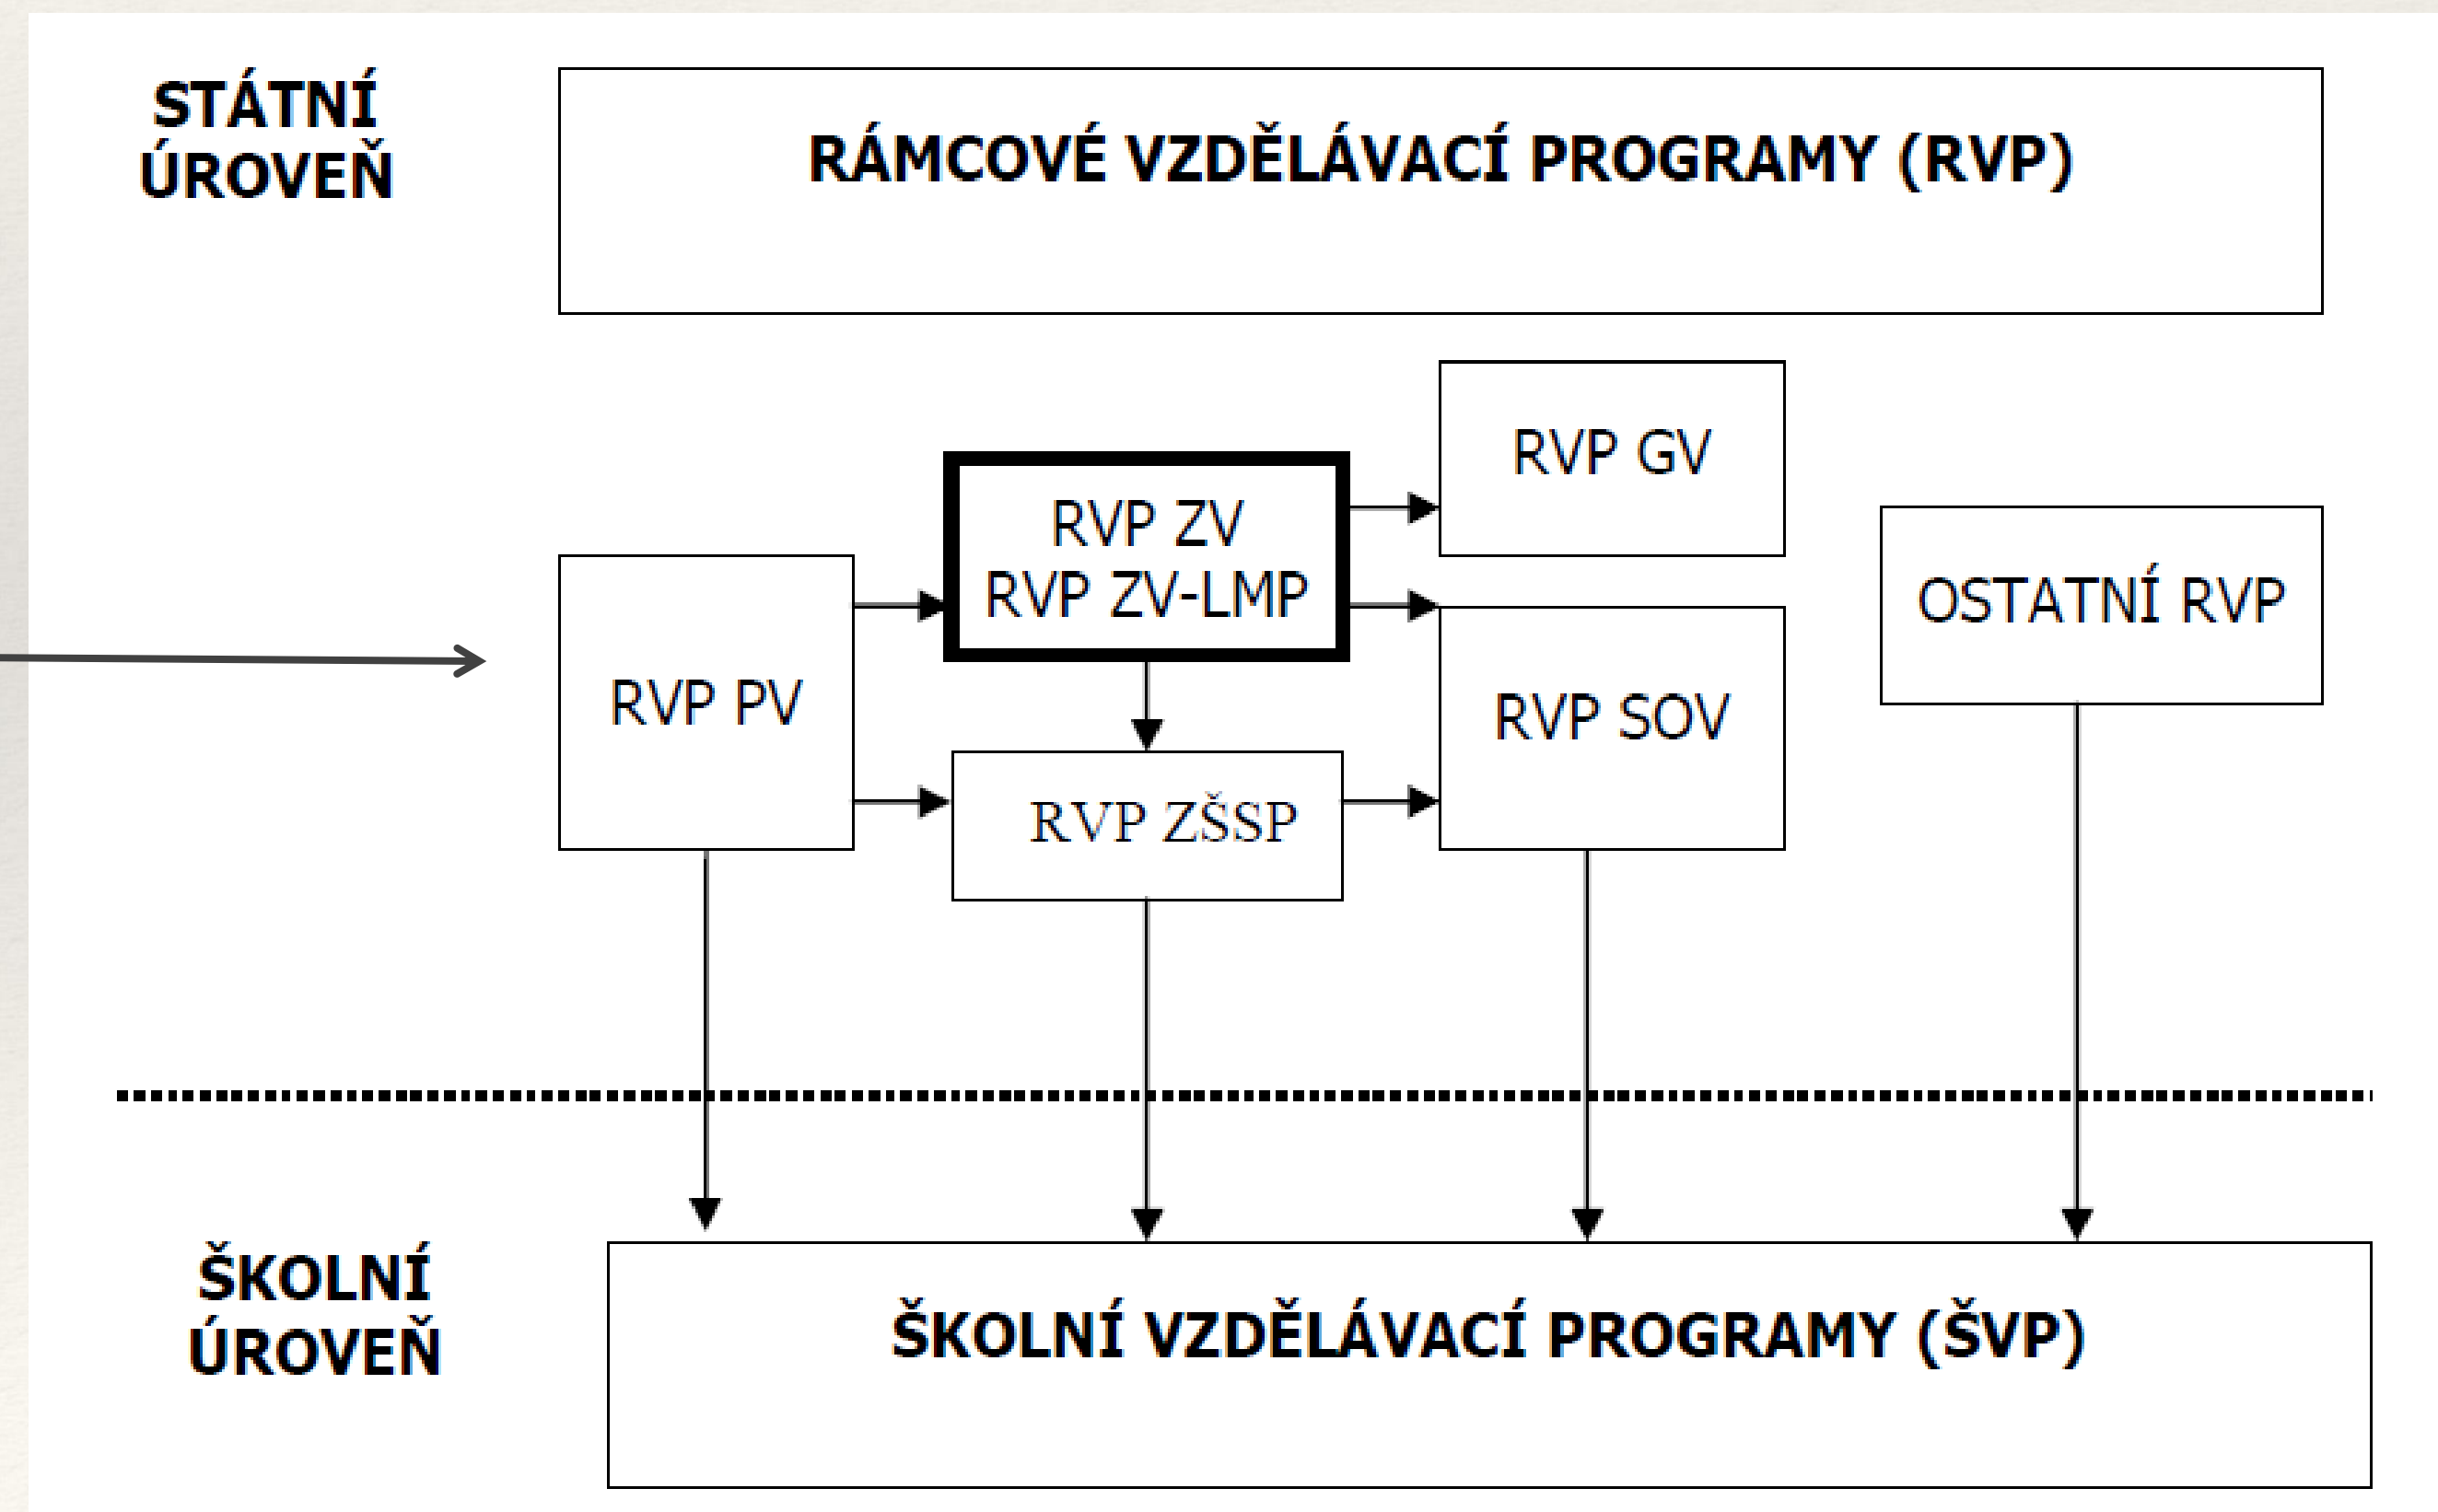 STÁTNÍ
ÚROVEŇ
RÁMCOVÉ VZDĚLÁVACÍ PROGRAMY (RVP)
RVP GV
RVP ZV
RVP ZV-LMP
OSTATNÍ RVP
RVP PV
RVP SOV
RVP ZŠSP
ŠKOLNÍ
ÚROVEŇ
ŠKOLNÍ VZDĚLÁVACÍ PROGRAMY (ŠVP)